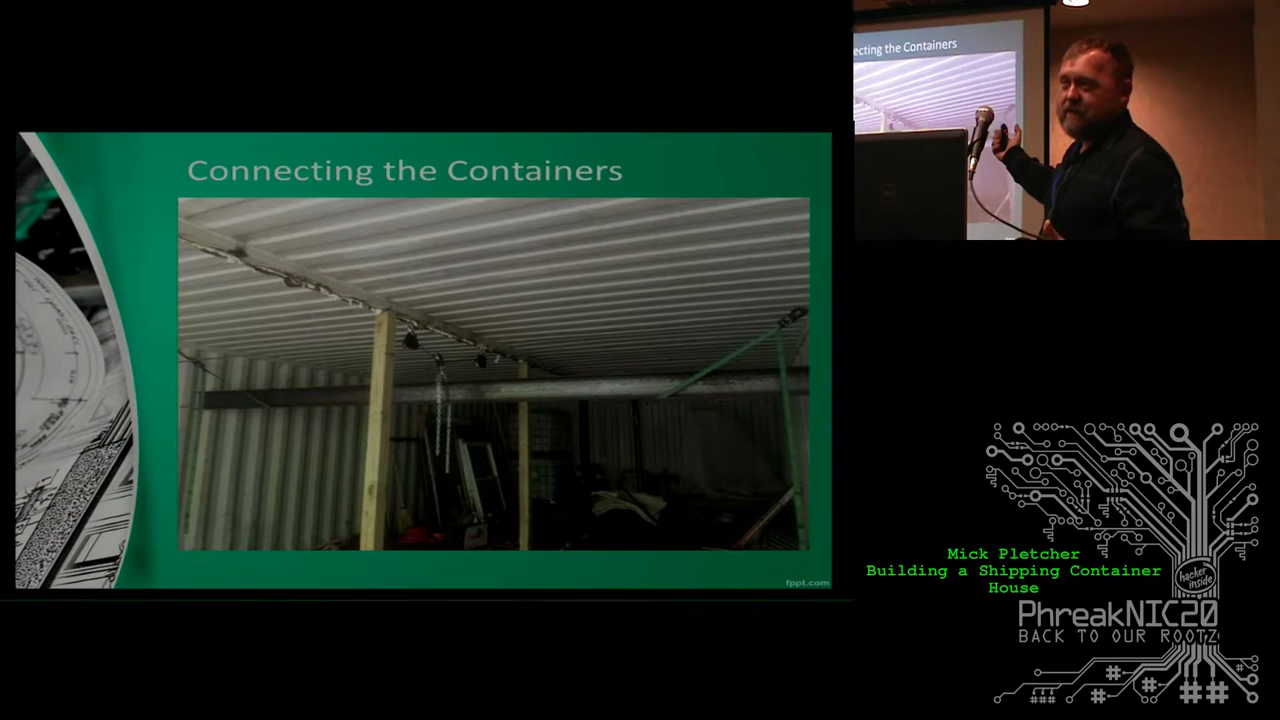 Connecting the Containers
fppt.com
ecting the Containers
Mick Pletcher
Building a Shipping Container
House
hacker
inside
PhreakNIC20
BACK TO OUR ROOTZ